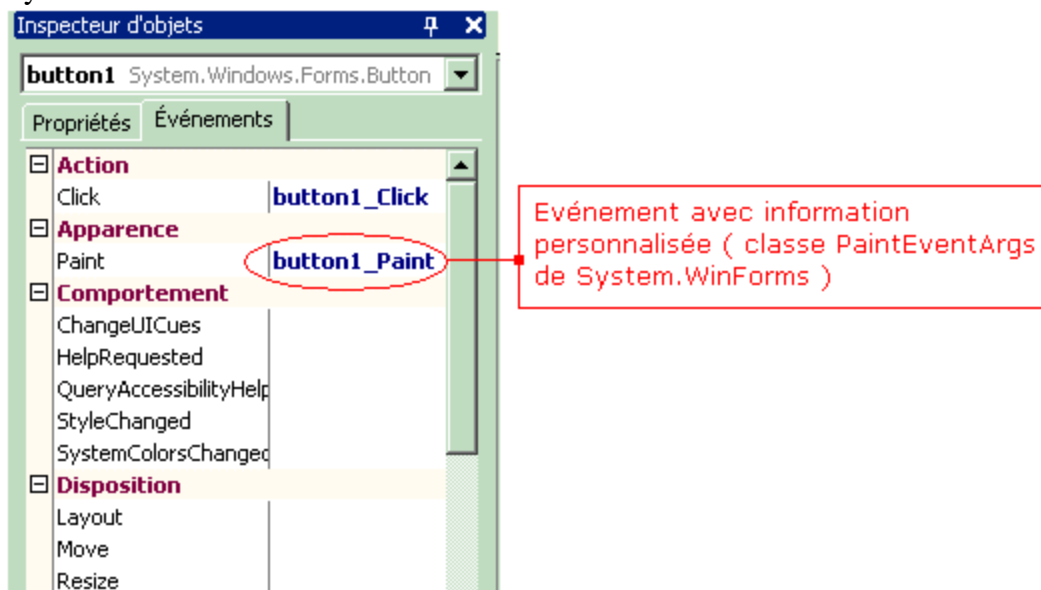 Inspecteur d'objets
button1 System.Windows.Forms.Button
Propriétés Événements
Action
Click button1_Click
Apparence
Paint button1_Paint
Evénement avec information
personnalisée ( classe PaintEventArgs
de System.WinForms )
Comportement
ChangeUICues
HelpRequested
QueryAccessibilityHelp
StyleChanged
SystemColorsChanged
Disposition
Layout
Move
Resize